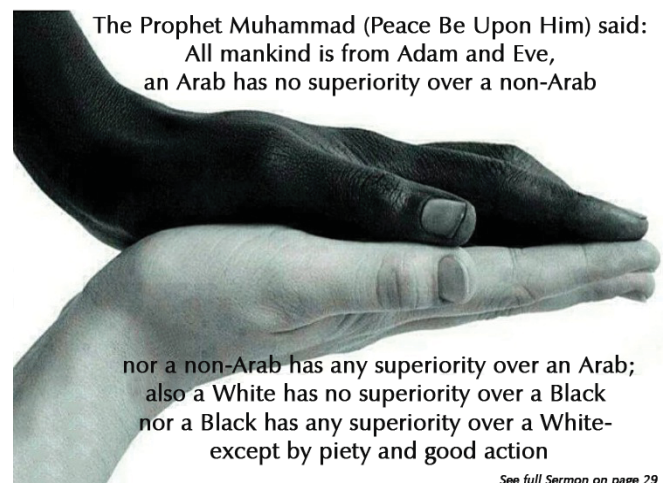 The Prophet Muhammad (Peace Be Upon Him) said:
All mankind is from Adam and Eve,
an Arab has no superiority over a non-Arab
nor a non-Arab has any superiority over an Arab;
also a White has no superiority over a Black
nor a Black has any superiority over a White-
except by piety and good action
See full Sermon on page 29